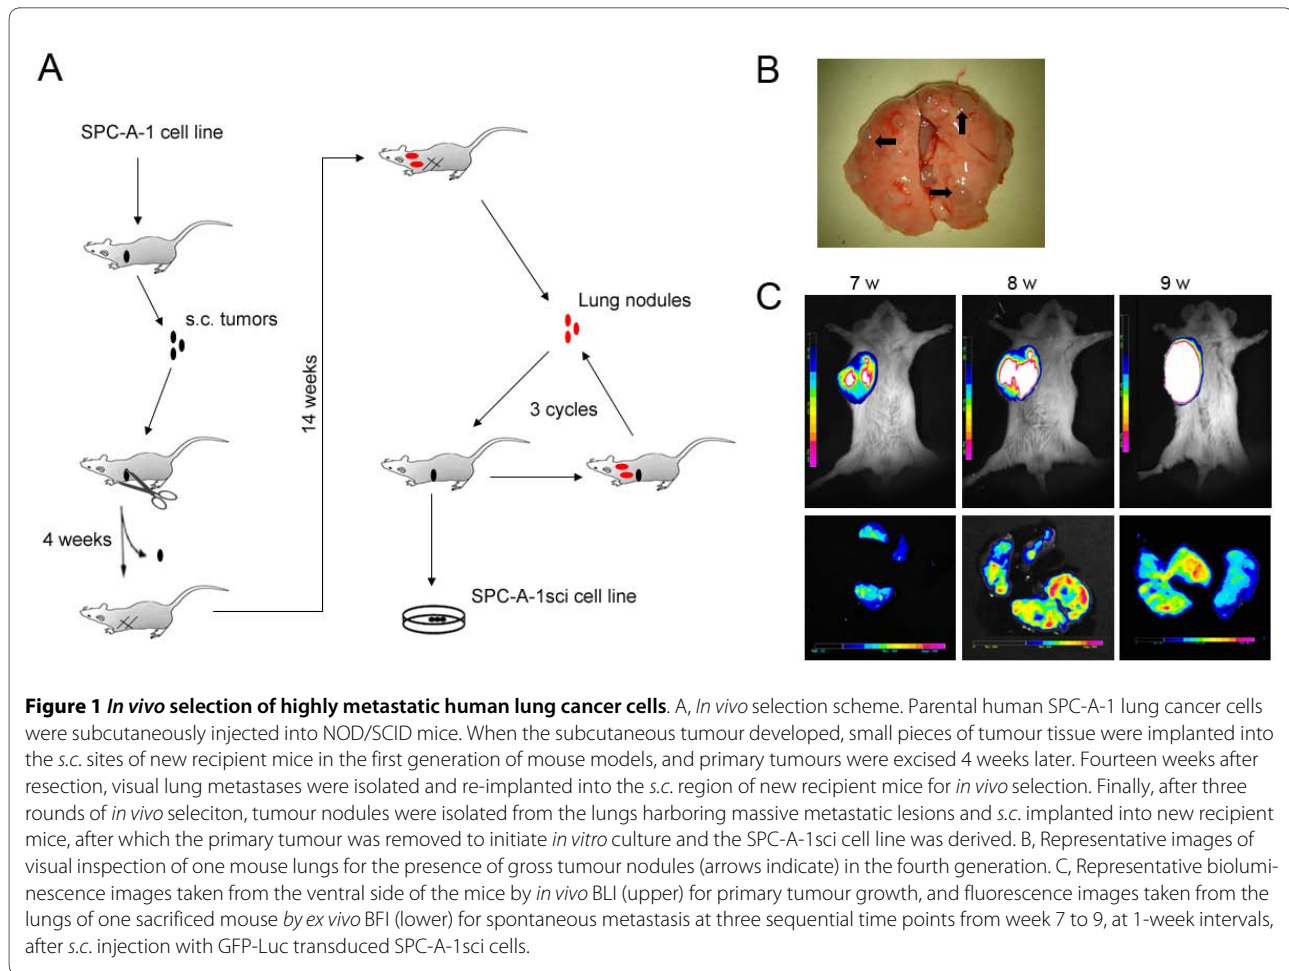 A
SPC-A-1 cell line
s.c. tumors
4 weeks
14 weeks
Lung nodules
3 cycles
SPC-A-1sci cell line
B
C
7 w
8 w
9 w
Figure 1 In vivo selection of highly metastatic human lung cancer cells. A, In vivo selection scheme. Parental human SPC-A-1 lung cancer cells
were subcutaneously injected into NOD/SCID mice. When the subcutaneous tumour developed, small pieces of tumour tissue were implanted into
the s.c. sites of new recipient mice in the first generation of mouse models, and primary tumours were excised 4 weeks later. Fourteen weeks after
resection, visual lung metastases were isolated and re-implanted into the s.c. region of new recipient mice for in vivo selection. Finally, after three
rounds of in vivo seleciton, tumour nodules were isolated from the lungs harboring massive metastatic lesions and s.c. implanted into new recipient
mice, after which the primary tumour was removed to initiate in vitro culture and the SPC-A-1sci cell line was derived. B, Representative images of
visual inspection of one mouse lungs for the presence of gross tumour nodules (arrows indicate) in the fourth generation. C, Representative biolumi-
nescence images taken from the ventral side of the mice by in vivo BLI (upper) for primary tumour growth, and fluorescence images taken from the
lungs of one sacrificed mouse by ex vivo BFI (lower) for spontaneous metastasis at three sequential time points from week 7 to 9, at 1-week intervals,
after s.c. injection with GFP-Luc transduced SPC-A-1sci cells.